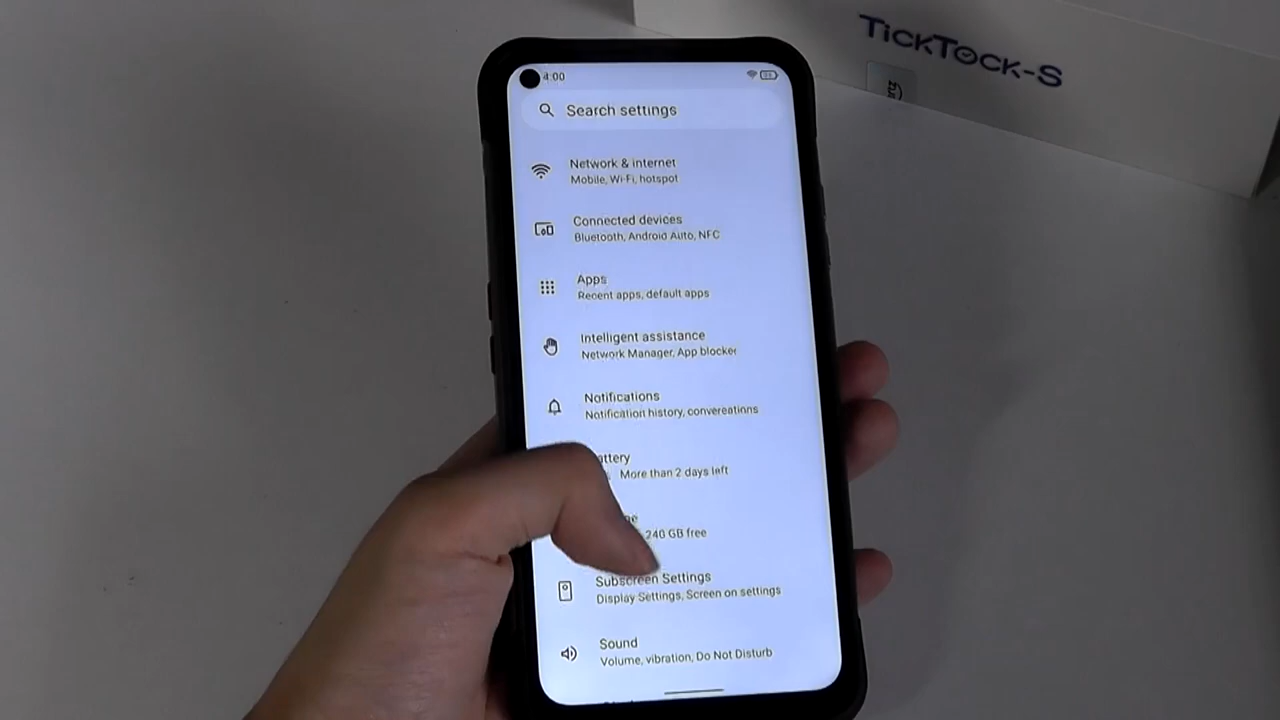 TickTock-S
4:00
Search settings
Network & internet
Mobile, Wi-Fi, hotspot
Connected devices
Bluetooth, Android Auto, NFC
Apps
Recent apps, default apps
Intelligent assistance
Network Manager, App blocker
Notifications
Notification history, conversations
attery
More than 2 days left
240 GB free
Subscreen Settings
Display Settings, Screen on settings
Sound
Volume, vibration, Do Not Disturb